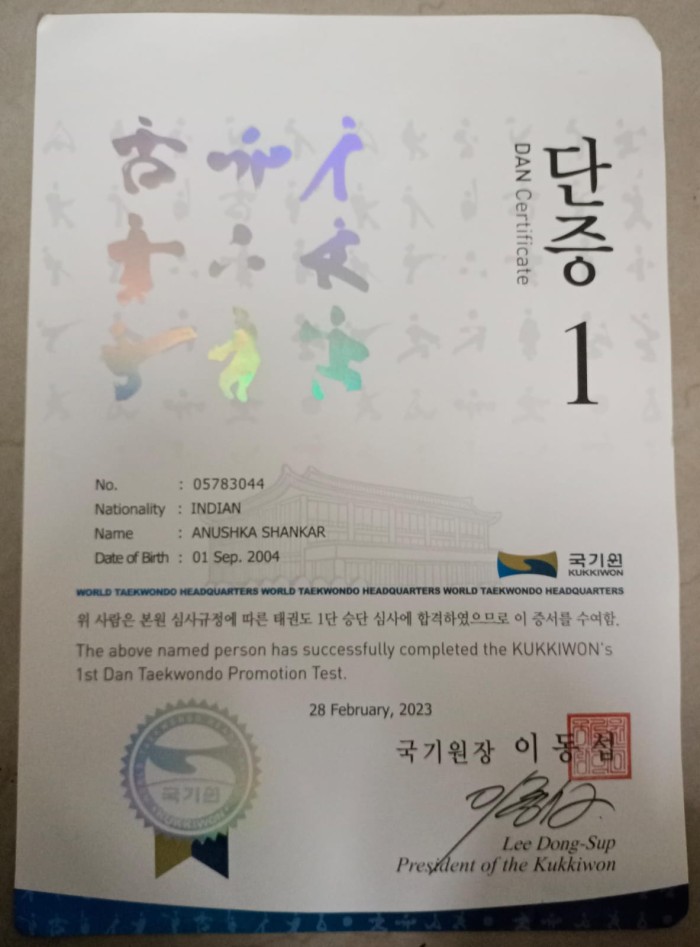 단증 1
DAN Certificate
No. : 05783044
Nationality : INDIAN
Name : ANUSHKA SHANKAR
Date of Birth : 01 Sep. 2004
국기원
KUKKIWON
WORLD TAEKWONDO HEADQUARTERS WORLD TAEKWONDO HEADQUARTERS WORLD TAEKWONDO HEADQUARTERS
위 사람은 본원 심사규정에 따른 태권도 1단 승단 심사에 합격하였으므로 이 증서를 수여함.
The above named person has successfully completed the KUKKIWON's
1st Dan Taekwondo Promotion Test.
28 February, 2023
국기원장 이동섭
국기원
Lee Dong-Sup
President of the Kukkiwon